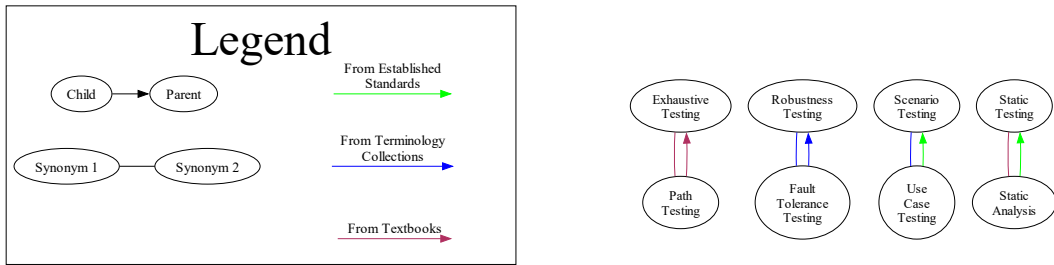 Legend
Child
Parent
From Established
Standards
Synonym 1
Synonym 2
From Terminology
Collections
From Textbooks
Exhaustive
Testing
Robustness
Testing
Scenario
Testing
Static
Testing
Path
Testing
Fault
Tolerance
Testing
Use
Case
Testing
Static
Analysis